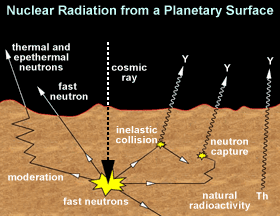 Nuclear Radiation from a Planetary Surface
thermal and
epethermal
neutrons
fast
neutron
cosmic
ray
γ
γ
γ
inelastic
collision
neutron
capture
moderation
fast neutrons
natural
radioactivity
Th